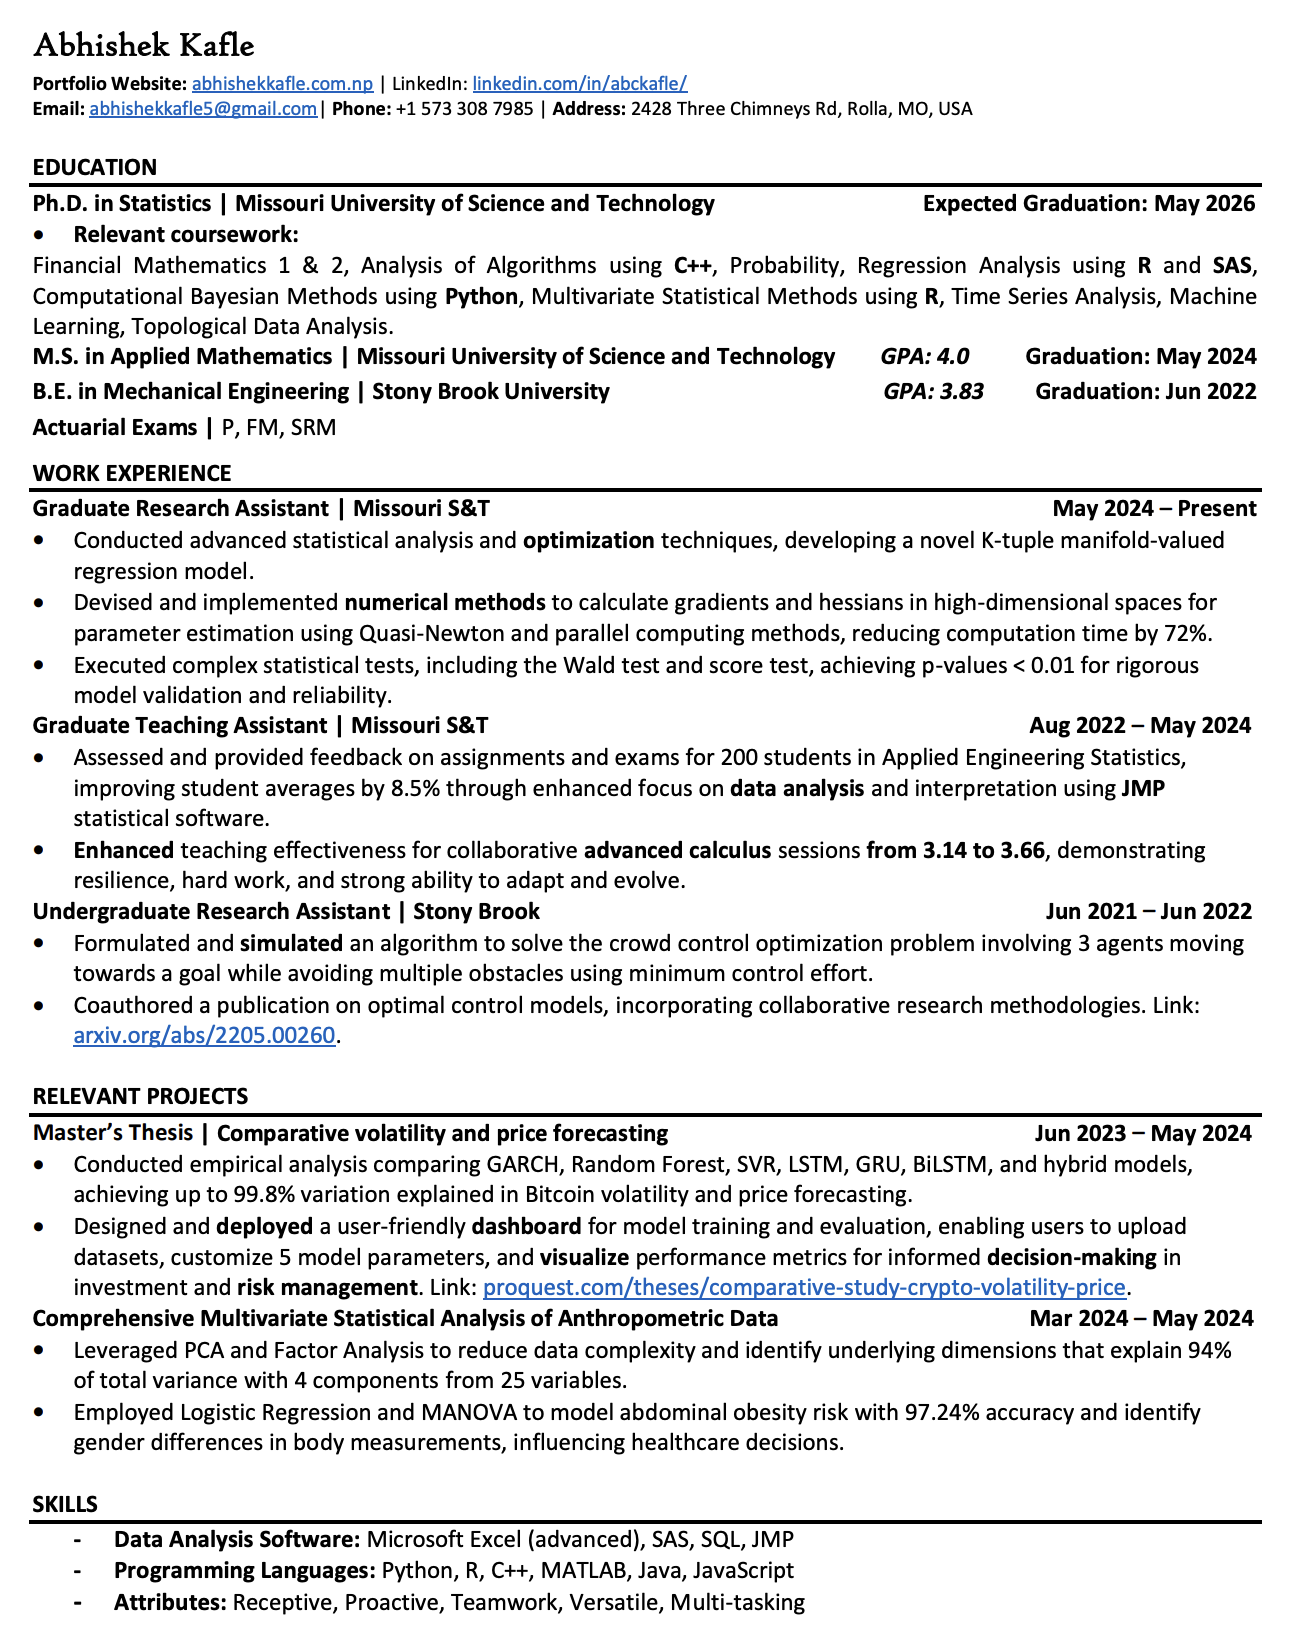 Abhishek Kafle
Portfolio Website: abhishekkafle.com.np | LinkedIn: linkedin.com/in/abckafle/
Email: abhishekkafle5@gmail.com| Phone: +1 573 308 7985 | Address: 2428 Three Chimneys Rd, Rolla, MO, USA
EDUCATION
Ph.D. in Statistics | Missouri University of Science and Technology Expected Graduation: May 2026
• Relevant coursework:
Financial Mathematics 1 & 2, Analysis of Algorithms using C++, Probability, Regression Analysis using R and SAS,
Computational Bayesian Methods using Python, Multivariate Statistical Methods using R, Time Series Analysis, Machine
Learning, Topological Data Analysis.
M.S. in Applied Mathematics | Missouri University of Science and Technology GPA: 4.0 Graduation: May 2024
B.E. in Mechanical Engineering | Stony Brook University GPA: 3.83 Graduation: Jun 2022
Actuarial Exams | P, FM, SRM
WORK EXPERIENCE
Graduate Research Assistant | Missouri S&T May 2024 – Present
• Conducted advanced statistical analysis and optimization techniques, developing a novel K-tuple manifold-valued
regression model.
• Devised and implemented numerical methods to calculate gradients and hessians in high-dimensional spaces for
parameter estimation using Quasi-Newton and parallel computing methods, reducing computation time by 72%.
• Executed complex statistical tests, including the Wald test and score test, achieving p-values < 0.01 for rigorous
model validation and reliability.
Graduate Teaching Assistant | Missouri S&T Aug 2022 – May 2024
• Assessed and provided feedback on assignments and exams for 200 students in Applied Engineering Statistics,
improving student averages by 8.5% through enhanced focus on data analysis and interpretation using JMP
statistical software.
• Enhanced teaching effectiveness for collaborative advanced calculus sessions from 3.14 to 3.66, demonstrating
resilience, hard work, and strong ability to adapt and evolve.
Undergraduate Research Assistant | Stony Brook Jun 2021 – Jun 2022
• Formulated and simulated an algorithm to solve the crowd control optimization problem involving 3 agents moving
towards a goal while avoiding multiple obstacles using minimum control effort.
• Coauthored a publication on optimal control models, incorporating collaborative research methodologies. Link:
arxiv.org/abs/2205.00260.
RELEVANT PROJECTS
Master’s Thesis | Comparative volatility and price forecasting Jun 2023 – May 2024
• Conducted empirical analysis comparing GARCH, Random Forest, SVR, LSTM, GRU, BiLSTM, and hybrid models,
achieving up to 99.8% variation explained in Bitcoin volatility and price forecasting.
• Designed and deployed a user-friendly dashboard for model training and evaluation, enabling users to upload
datasets, customize 5 model parameters, and visualize performance metrics for informed decision-making in
investment and risk management. Link: proquest.com/theses/comparative-study-crypto-volatility-price.
Comprehensive Multivariate Statistical Analysis of Anthropometric Data Mar 2024 – May 2024
• Leveraged PCA and Factor Analysis to reduce data complexity and identify underlying dimensions that explain 94%
of total variance with 4 components from 25 variables.
• Employed Logistic Regression and MANOVA to model abdominal obesity risk with 97.24% accuracy and identify
gender differences in body measurements, influencing healthcare decisions.
SKILLS
- Data Analysis Software: Microsoft Excel (advanced), SAS, SQL, JMP
- Programming Languages: Python, R, C++, MATLAB, Java, JavaScript
- Attributes: Receptive, Proactive, Teamwork, Versatile, Multi-tasking